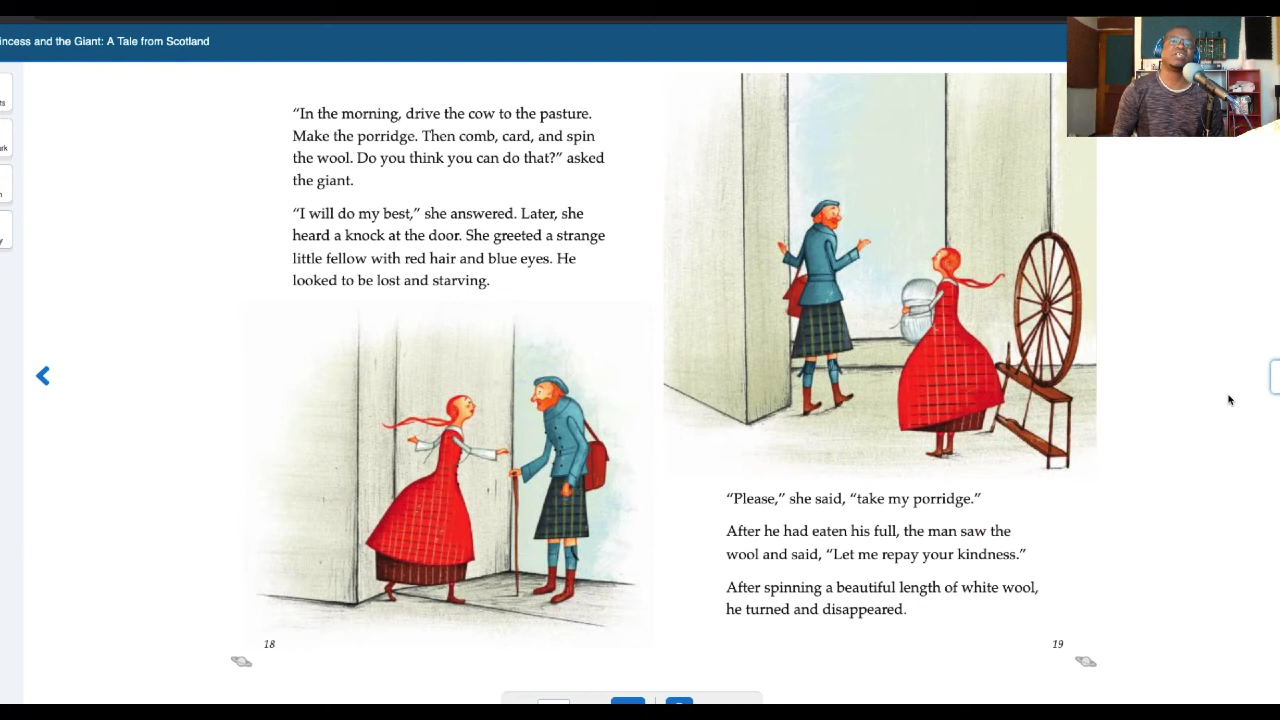 incess and the Giant: A Tale from Scotland
ts
rk
n
y
“In the morning, drive the cow to the pasture.
Make the porridge. Then comb, card, and spin
the wool. Do you think you can do that?” asked
the giant.
“I will do my best,” she answered. Later, she
heard a knock at the door. She greeted a strange
little fellow with red hair and blue eyes. He
looked to be lost and starving.
18
“Please,” she said, “take my porridge.”
After he had eaten his full, the man saw the
wool and said, “Let me repay your kindness.”
After spinning a beautiful length of white wool,
he turned and disappeared.
19